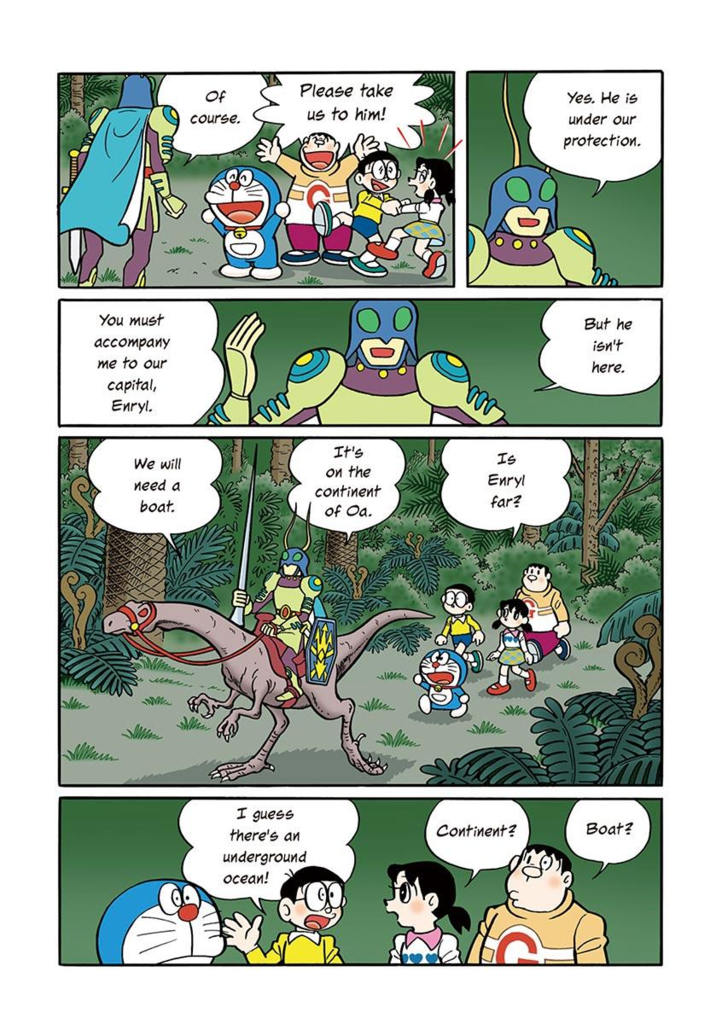 Yes. He is
under our
protection.
Please take
us to him!
G
Of
course.
But he
isn't
here.
You must
accompany
me to our
capital,
Enryl.
Is
Enryl
far?
It's
on the
continent
of Oa.
We will
need a
boat.
G
Boat?
Continent?
I guess
there's an
underground
ocean!
G